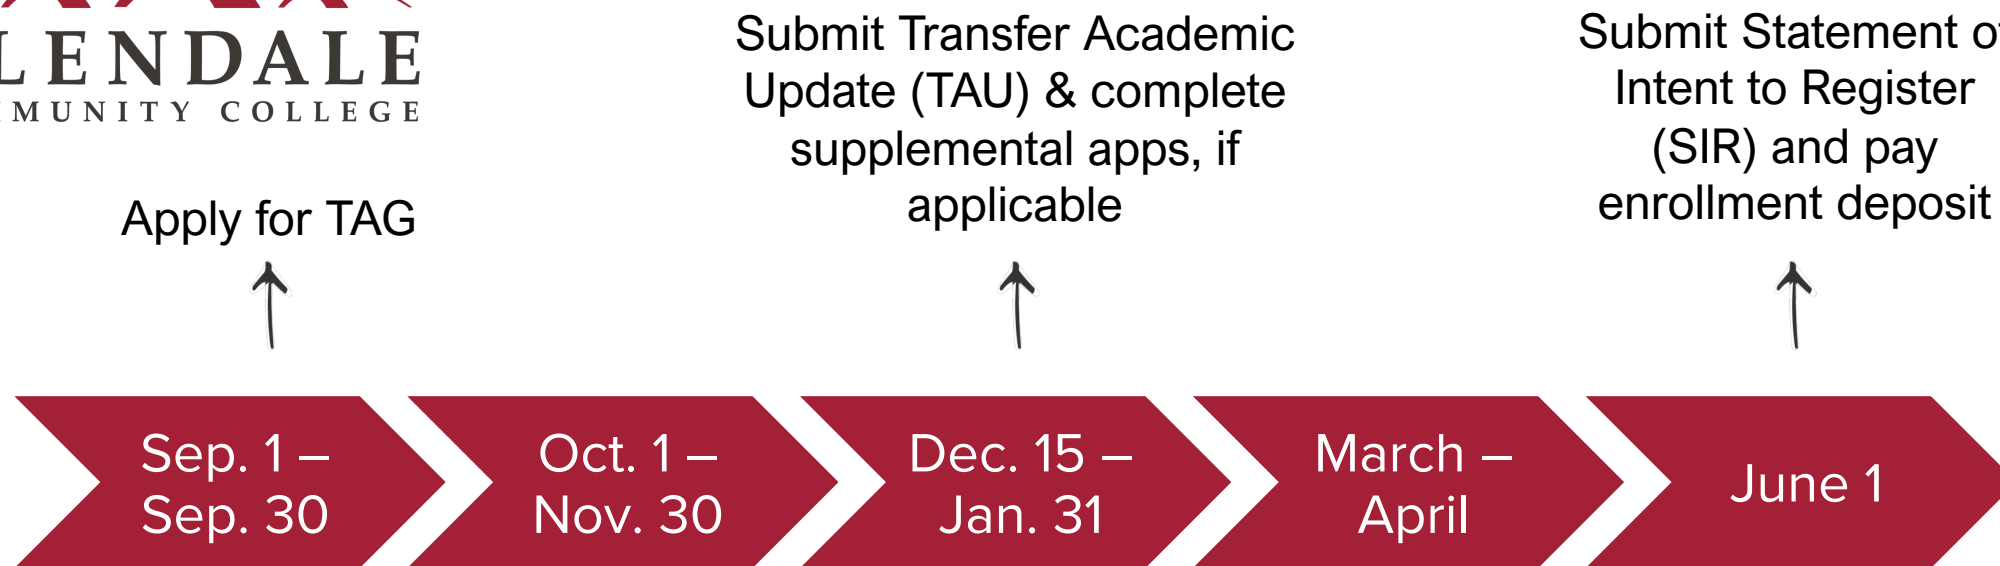 LENDALE
MMUNITY COLLEGE
Apply for TAG
Submit Transfer Academic
Update (TAU) & complete
supplemental apps, if
applicable
Submit Statement of
Intent to Register
(SIR) and pay
enrollment deposit
Sep. 1 –
Sep. 30
Oct. 1 –
Nov. 30
Dec. 15 –
Jan. 31
March –
April
June 1